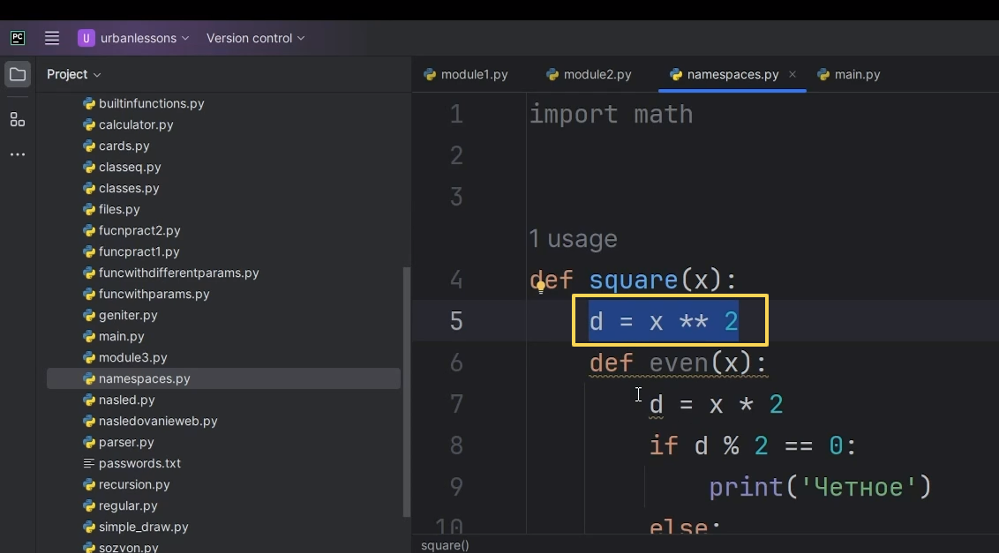 PC
U urbanlessons Version control
Project
builtinfunctions.py
calculator.py
cards.py
classeq.py
classes.py
files.py
fucnpract2.py
funcpract1.py
funcwithdifferentparams.py
funcwithparams.py
geniter.py
main.py
module3.py
namespaces.py
nasled.py
nasledovanieweb.py
parser.py
passwords.txt
recursion.py
regular.py
simple_draw.py
sozvon.py
module1.py module2.py namespaces.py main.py
1 import math
2
3
1 usage
4 def square(x):
5 d = x ** 2
6 def even(x):
7 d = x * 2
8 if d % 2 == 0:
9 print('Четное')
10 else:
square()